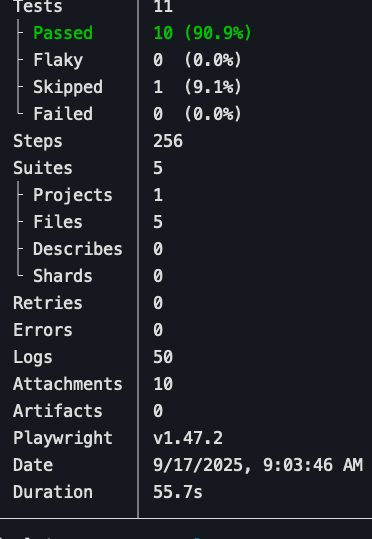 Tests 11
Passed 10 (90.9%)
Flaky 0 (0.0%)
Skipped 1 (9.1%)
Failed 0 (0.0%)
Steps 256
Suites 5
Projects 1
Files 5
Describes 0
Shards 0
Retries 0
Errors 0
Logs 50
Attachments 10
Artifacts 0
Playwright v1.47.2
Date 9/17/2025, 9:03:46 AM
Duration 55.7s